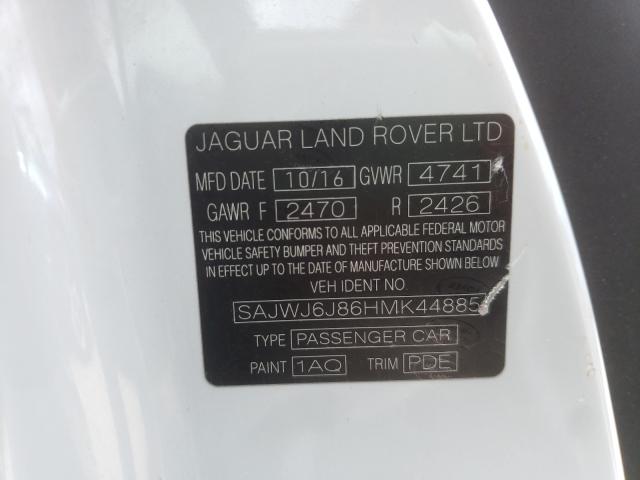 JAGUAR LAND ROVER LTD
MFD DATE 10/16 GVWR 4741
GAWR F 2470 R 2426
THIS VEHICLE CONFORMS TO ALL APPLICABLE FEDERAL MOTOR
VEHICLE SAFETY BUMPER AND THEFT PREVENTION STANDARDS
IN EFFECT UP TO THE DATE OF MANUFACTURE SHOWN BELOW
VEH IDENT NO.
SAJWJ6J86HMK44885
TYPE PASSENGER CAR
PAINT 1AQ TRIM PDE